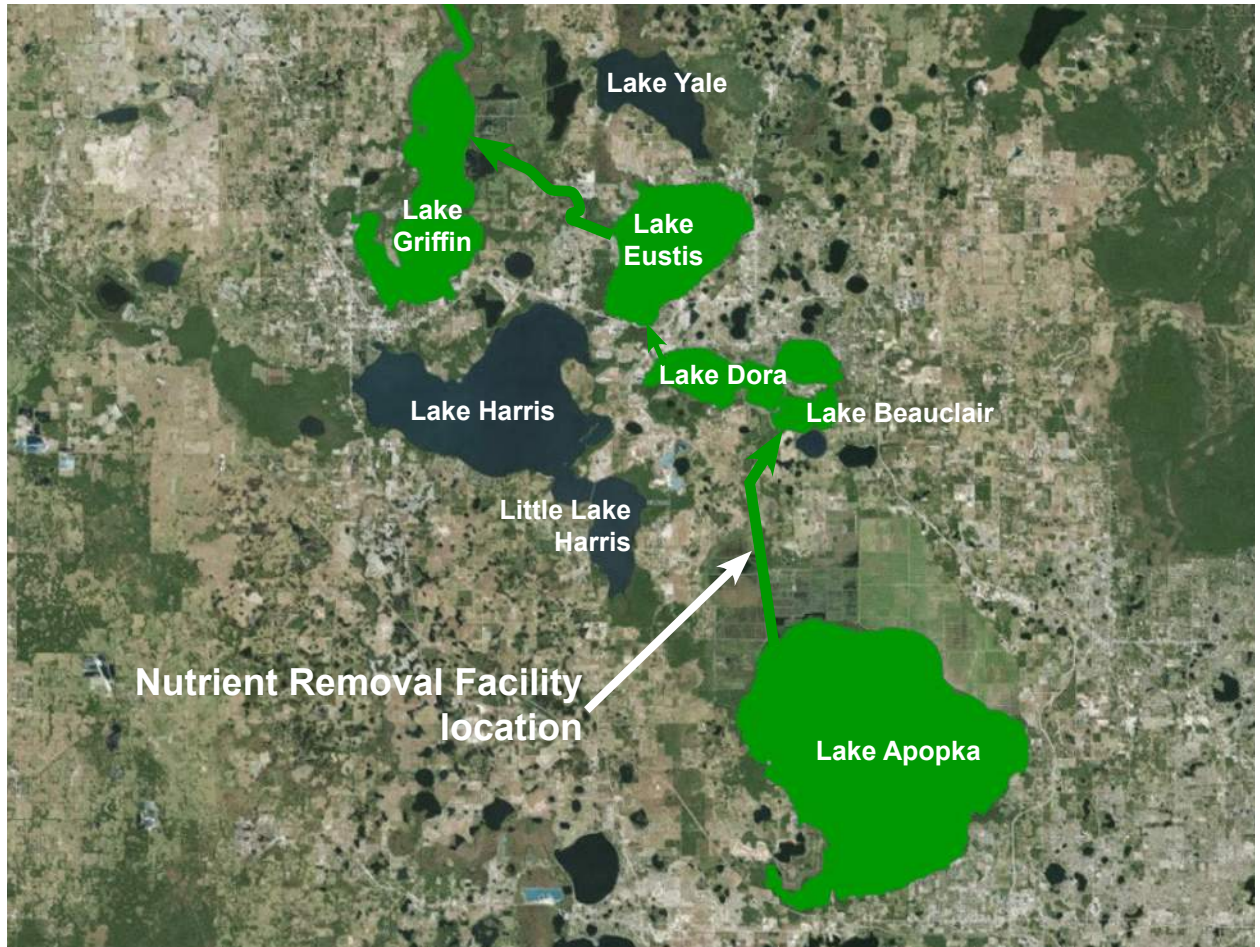 Lake Yale
Lake
Griffin
Lake
Eustis
Lake Dora
Lake Harris
Lake Beauclair
Little Lake
Harris
Nutrient Removal Facility
location
Lake Apopka